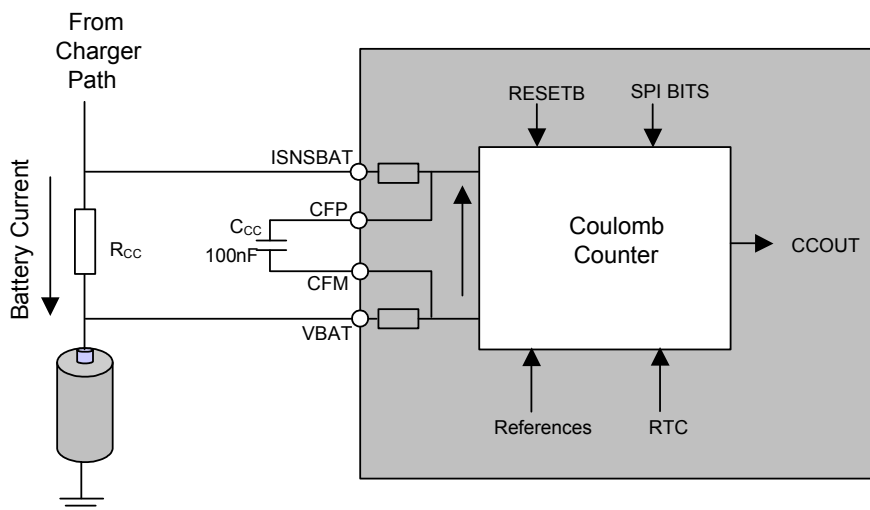 From
Charger
Path
RESETB
SPI BITS
ISNSBAT
Battery Current
CFP
CCC
100nF
RCC
Coulomb
Counter
CCOUT
CFM
VBAT
References
RTC